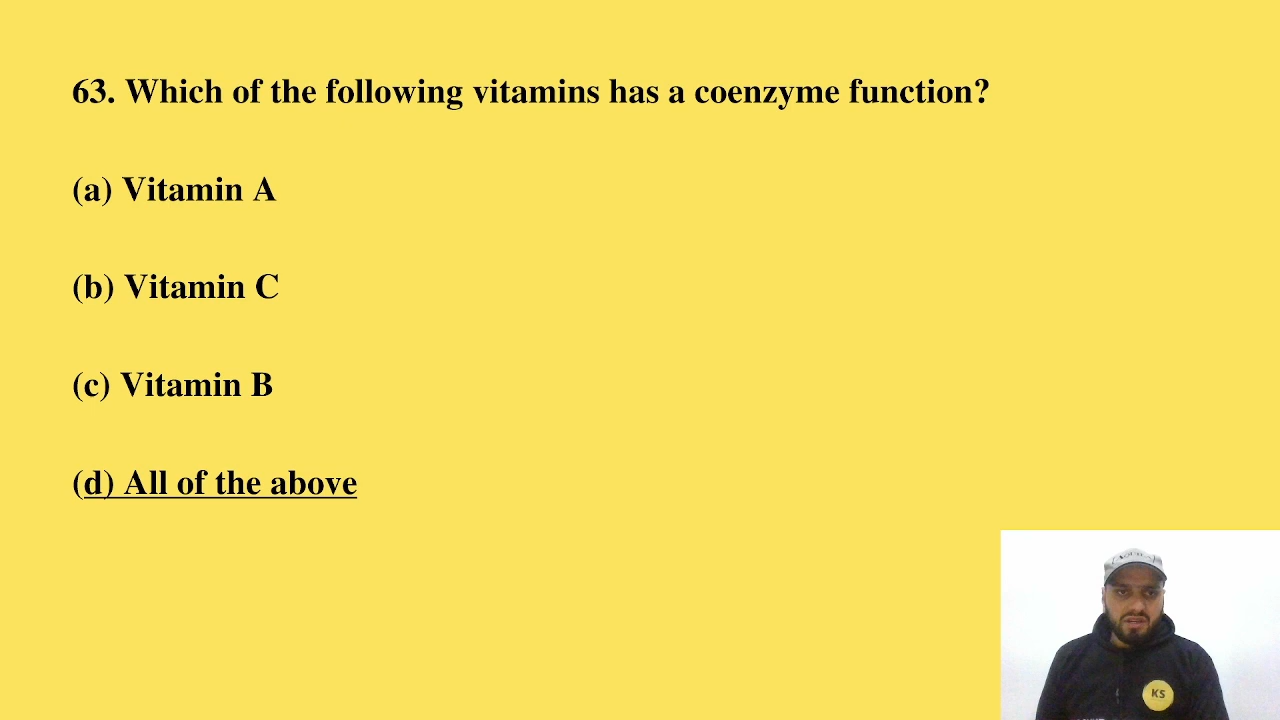 63. Which of the following vitamins has a coenzyme function?
(a) Vitamin A
(b) Vitamin C
(c) Vitamin B
(d) All of the above
KS